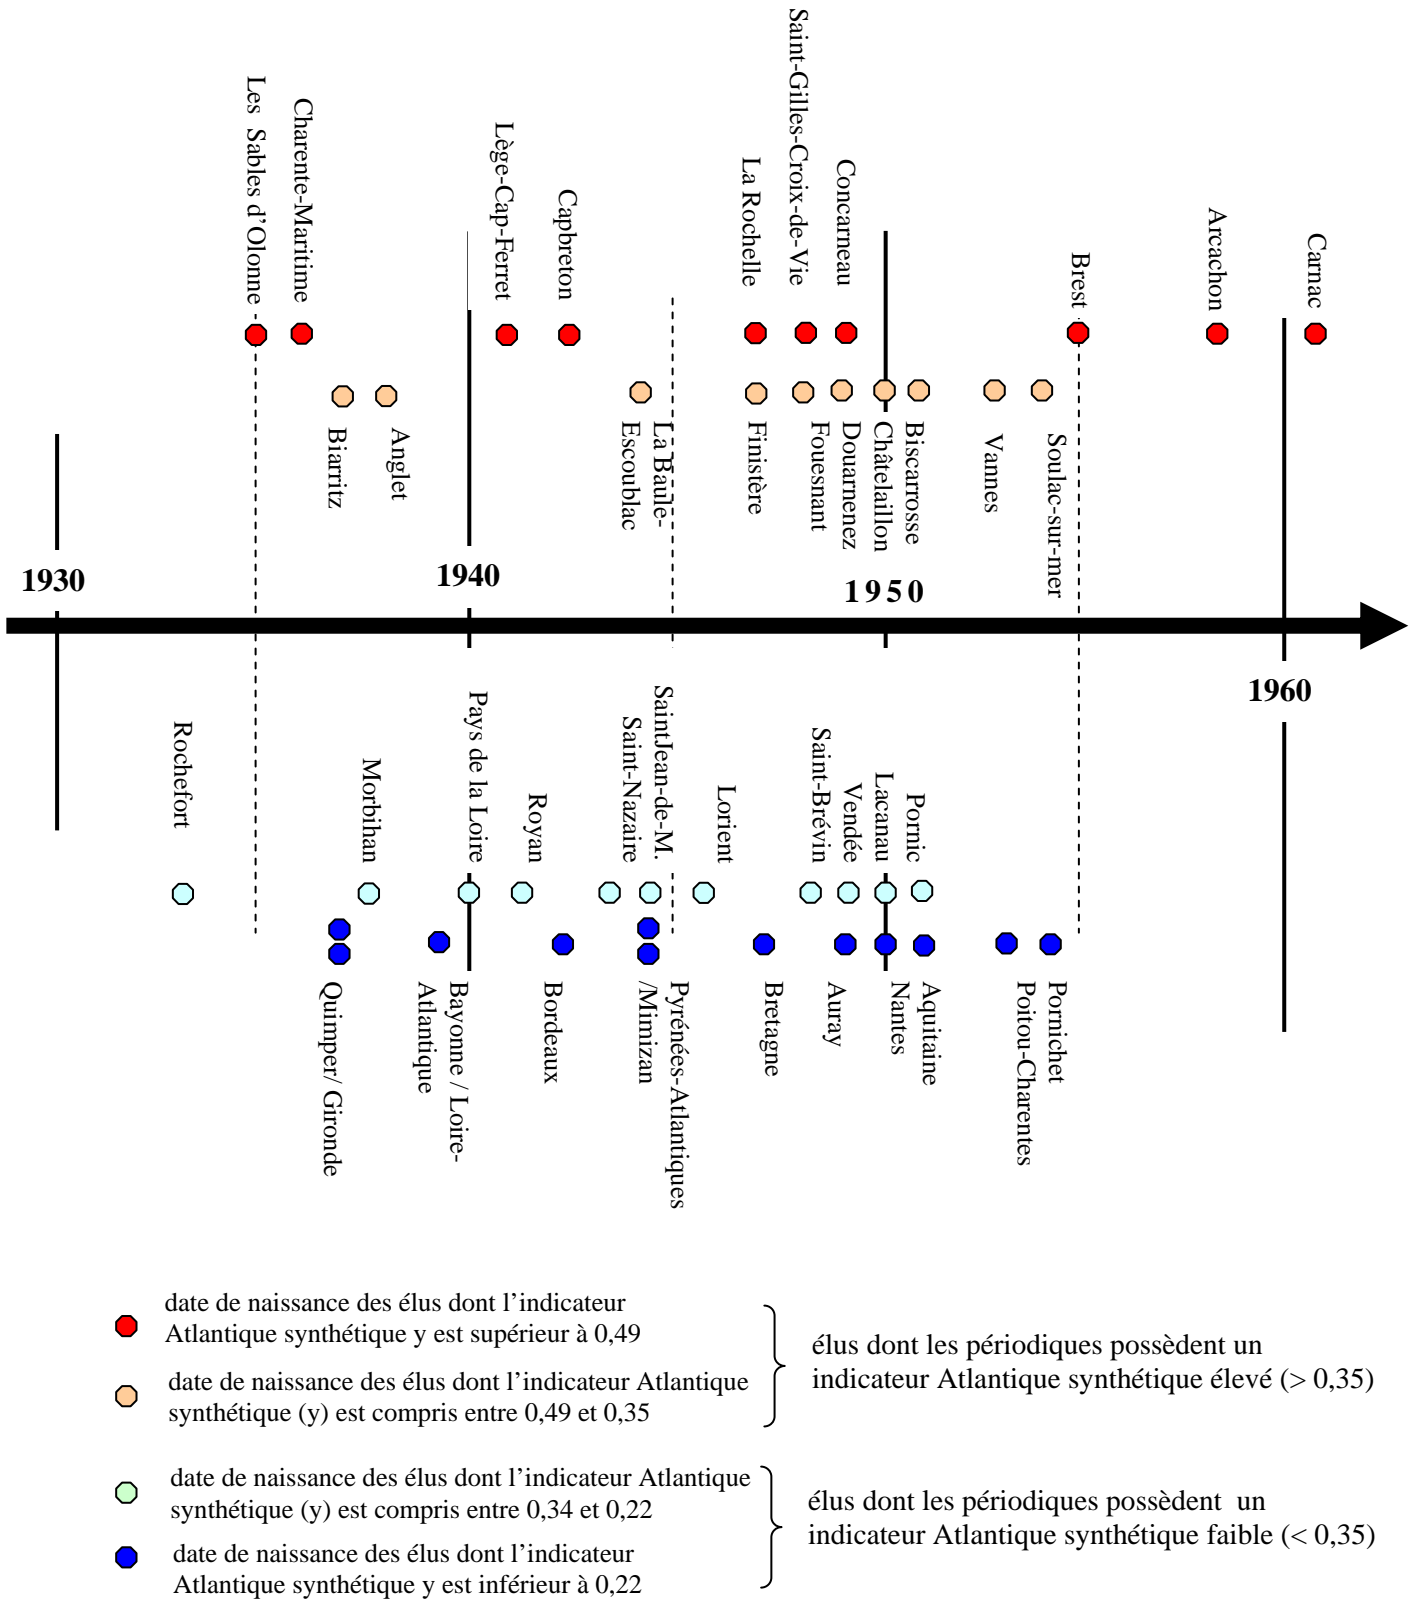 Les Sables d’Olonne
Charente-Maritime
Lège-Cap-Ferret
Capbreton
La Rochelle
Saint-Gilles-Croix-de-Vie
Concarneau
Brest
Arcachon
Carnac
Biarritz
Anglet
La Baule-
Escoublac
Finistère
Fouesnant
Douarnenez
Châtelaillon
Biscarrosse
Vannes
Soulac-sur-mer
1930
1940
1950
1960
Rochefort
Morbihan
Pays de la Loire
Royan
Saint-Nazaire
SaintJean-de-M.
Lorient
Saint-Brévin
Vendée
Lacanau
Pornic
Quimper/ Gironde
Bayonne / Loire-
Atlantique
Bordeaux
Pyrénées-Atlantiques
/Mimizan
Bretagne
Auray
Nantes
Aquitaine
Poitou-Charentes
Pornichet
date de naissance des élus dont l’indicateur
Atlantique synthétique y est supérieur à 0,49
date de naissance des élus dont l’indicateur Atlantique
synthétique (y) est compris entre 0,49 et 0,35
élus dont les périodiques possèdent un
indicateur Atlantique synthétique élevé (> 0,35)
date de naissance des élus dont l’indicateur Atlantique
synthétique (y) est compris entre 0,34 et 0,22
date de naissance des élus dont l’indicateur
Atlantique synthétique y est inférieur à 0,22
élus dont les périodiques possèdent un
indicateur Atlantique synthétique faible (< 0,35)